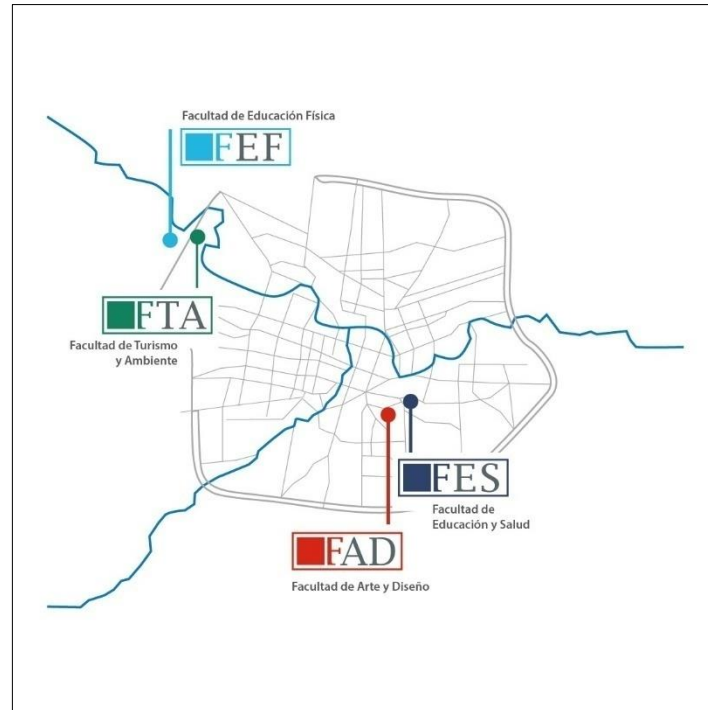 Facultad de Educación Física
FEF
FTA
Facultad de Turismo
y Ambiente
FES
Facultad de
Educación y Salud
FAD
Facultad de Arte y Diseño